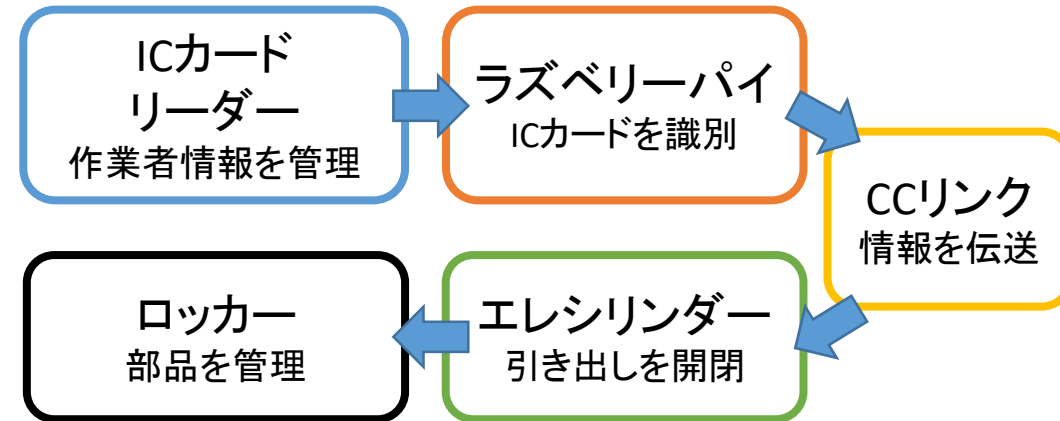 ICカード
リーダー
作業者情報を管理
ラズベリーパイ
ICカードを識別
CCリンク
情報を伝送
エレシリンダー
引き出しを開閉
ロッカー
部品を管理